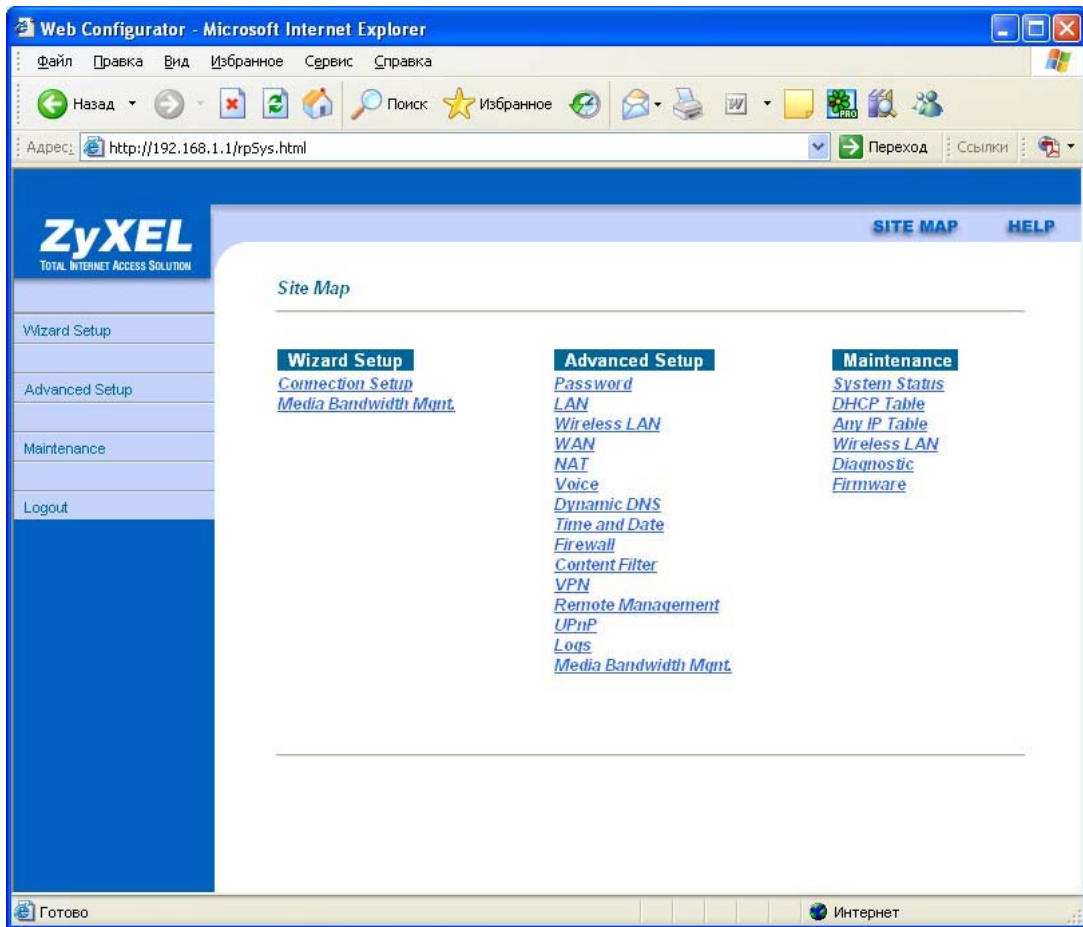 Web Configurator - Microsoft Internet Explorer
Файл Правка Вид Избранное Сервис Справка
Назад Поиск Избранное
Адрес: http://192.168.1.1/rpSys.html Переход Ссылки
ZyXEL
TOTAL INTERNET ACCESS SOLUTION
SITE MAP HELP
Site Map
Wizard Setup
Advanced Setup
Maintenance
Logout
Wizard Setup
Connection Setup
Media Bandwidth Mgnt.
Advanced Setup
Password
LAN
Wireless LAN
WAN
NAT
Voice
Dynamic DNS
Time and Date
Firewall
Content Filter
VPN
Remote Management
UPnP
Logs
Media Bandwidth Mgnt.
Maintenance
System Status
DHCP Table
Any IP Table
Wireless LAN
Diagnostic
Firmware
Готово Интернет